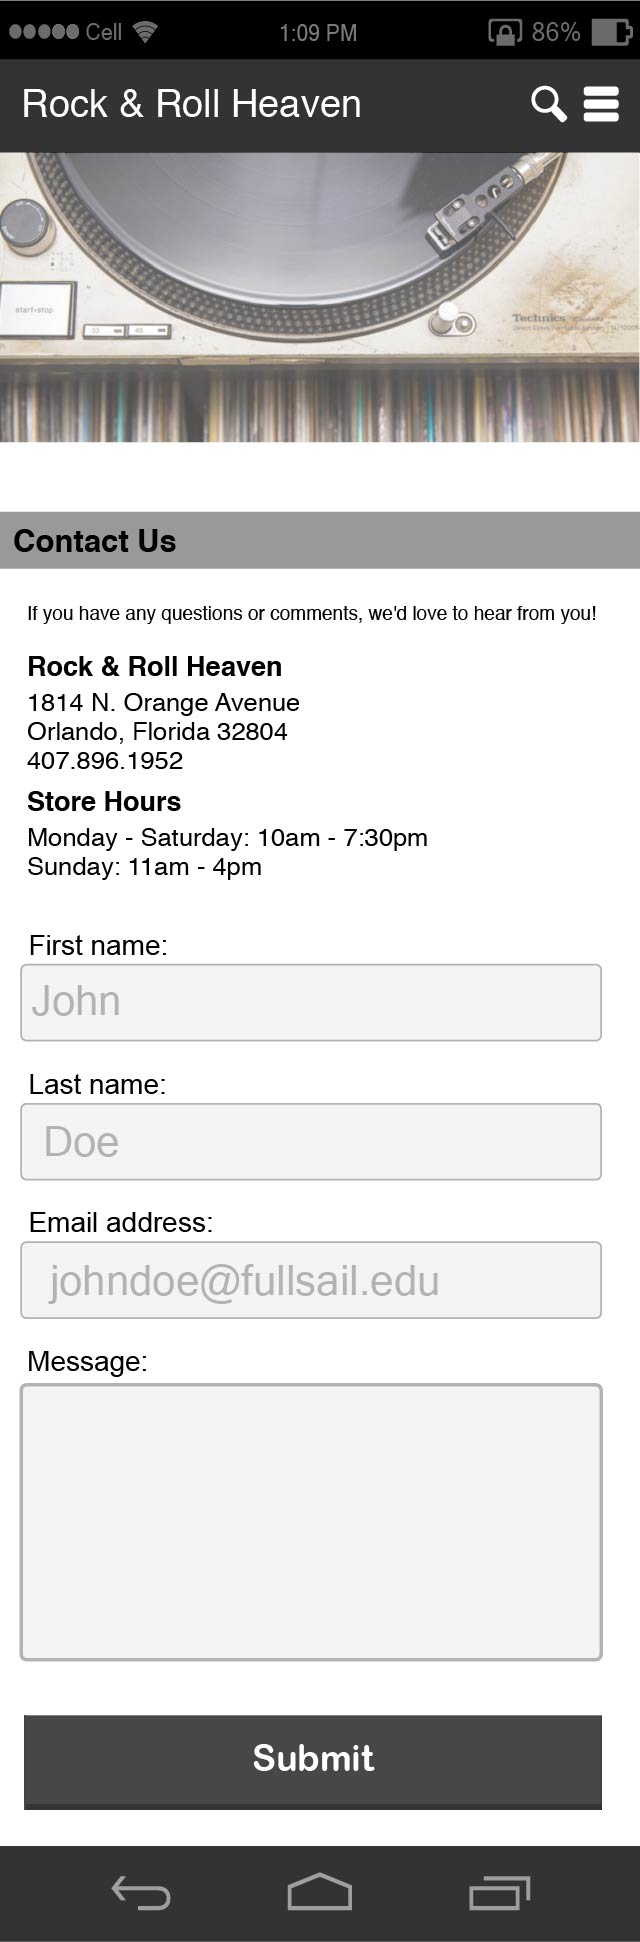 Cell 1:09 PM 86%
Rock & Roll Heaven
start-stop
33 45
Technics
Contact Us
If you have any questions or comments, we'd love to hear from you!
Rock & Roll Heaven
1814 N. Orange Avenue
Orlando, Florida 32804
407.896.1952
Store Hours
Monday - Saturday: 10am - 7:30pm
Sunday: 11am - 4pm
First name:
John
Last name:
Doe
Email address:
johndoe@fullsail.edu
Message:
Submit